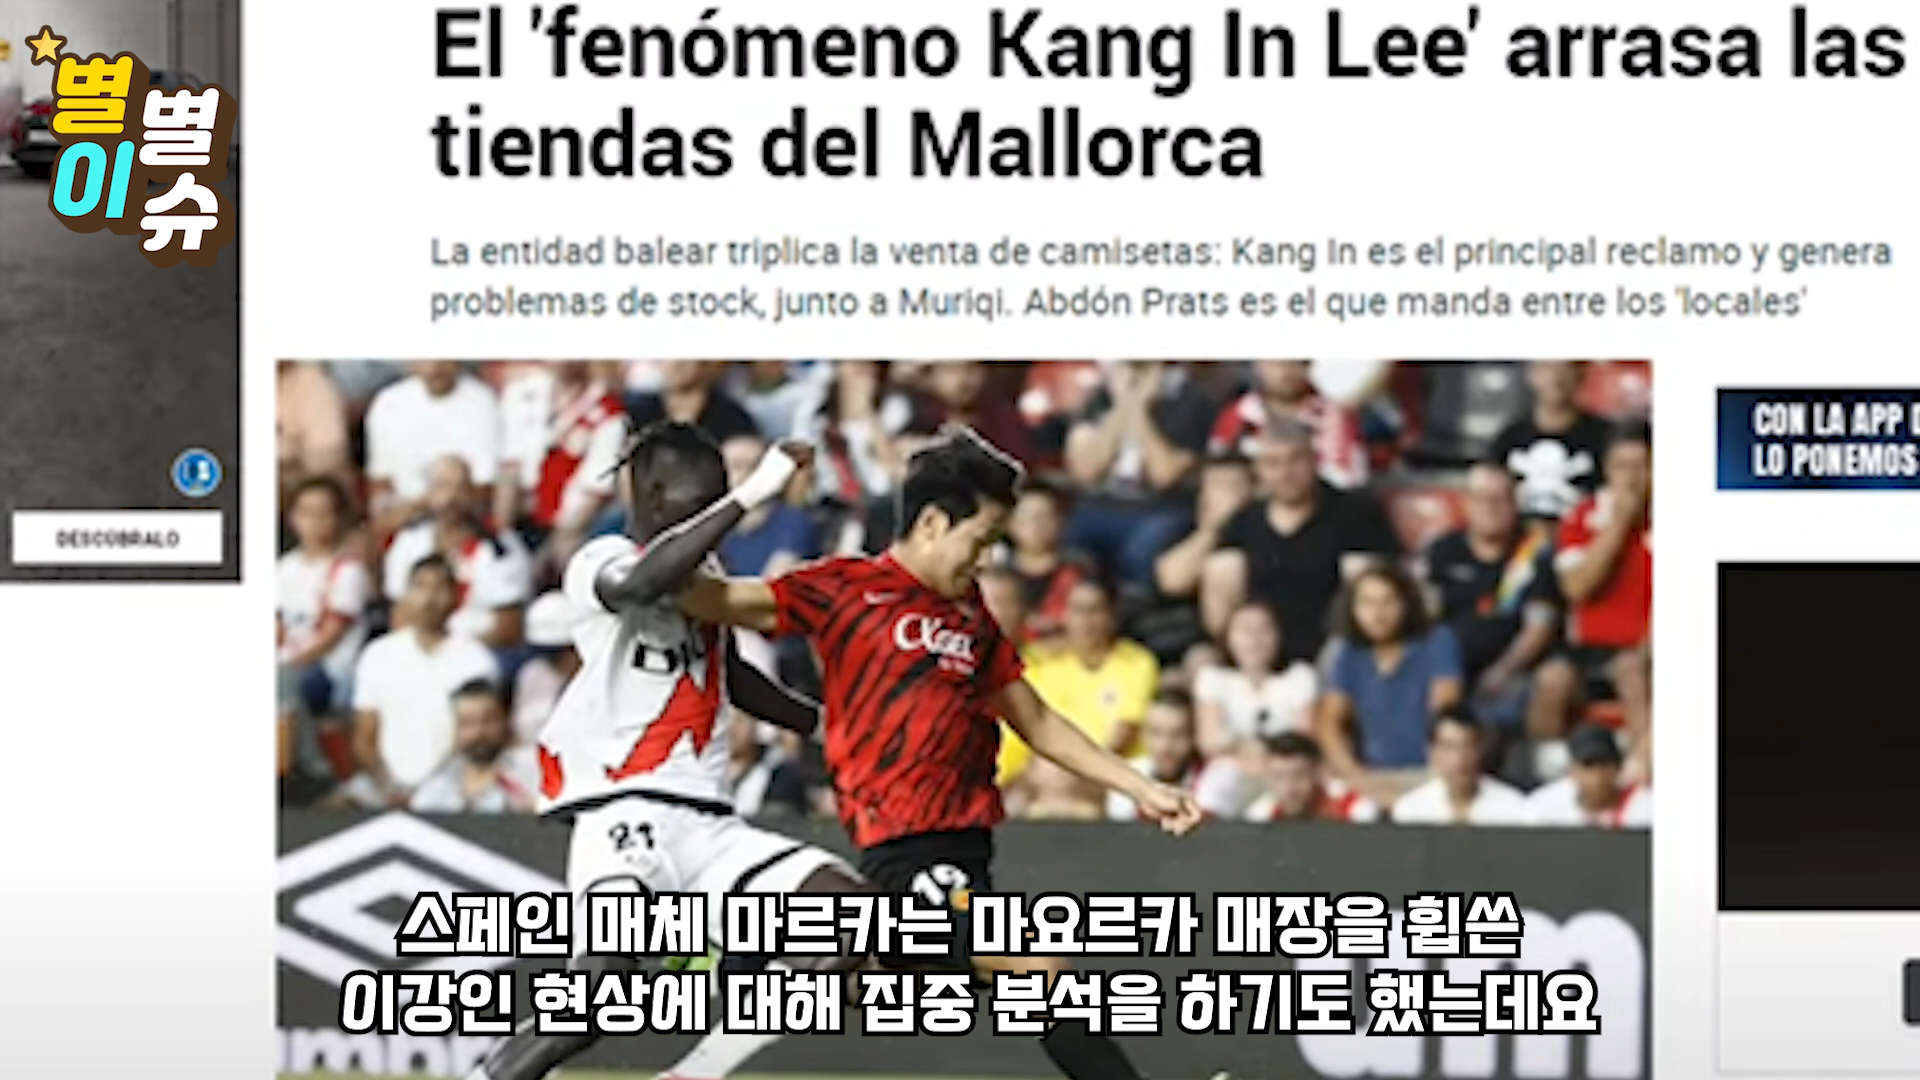 별별
이슈
El 'fenómeno Kang In Lee' arrasa las
tiendas del Mallorca
La entidad balear triplica la venta de camisetas: Kang In es el principal reclamo y genera
problemas de stock, junto a Muriqi. Abdón Prats es el que manda entre los 'locales'
CON LA APP
LO PONEMOS
DESCÚBRALO
21
19
스페인 매체 마르카는 마요르카 매장을 휩쓴
이강인 현상에 대해 집중 분석을 하기도 했는데요